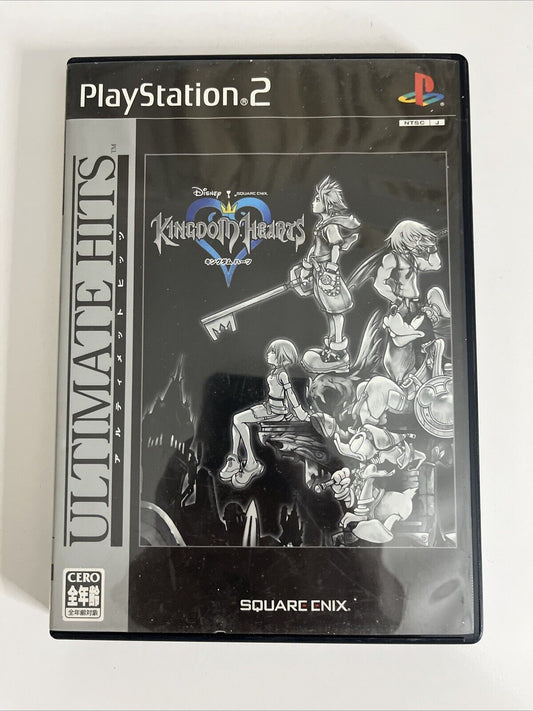 PlayStation®2
NTSC J
ULTIMATE HITS™
アルティメット ヒッツ
Disney SQUARE ENIX
KINGDOM HEARTS
キングダム ハーツ
CERO
全年齢
全年齢対象
SQUARE ENIX